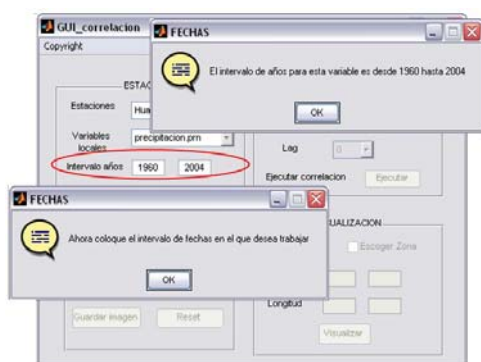 GUI_correlacion
Copyright
FECHAS
El intervalo de años para esta variable es desde 1960 hasta 2004
OK
Estaciones
Variables locales
precipitacion.prn
Intervalo años 1960 2004
Lag 0
Ejecutar correlacion Ejecutar
FECHAS
Ahora coloque el intervalo de fechas en el que desea trabajar
OK
Escoger Zona
Longitud
Guardar imagen Reset
Visualizar